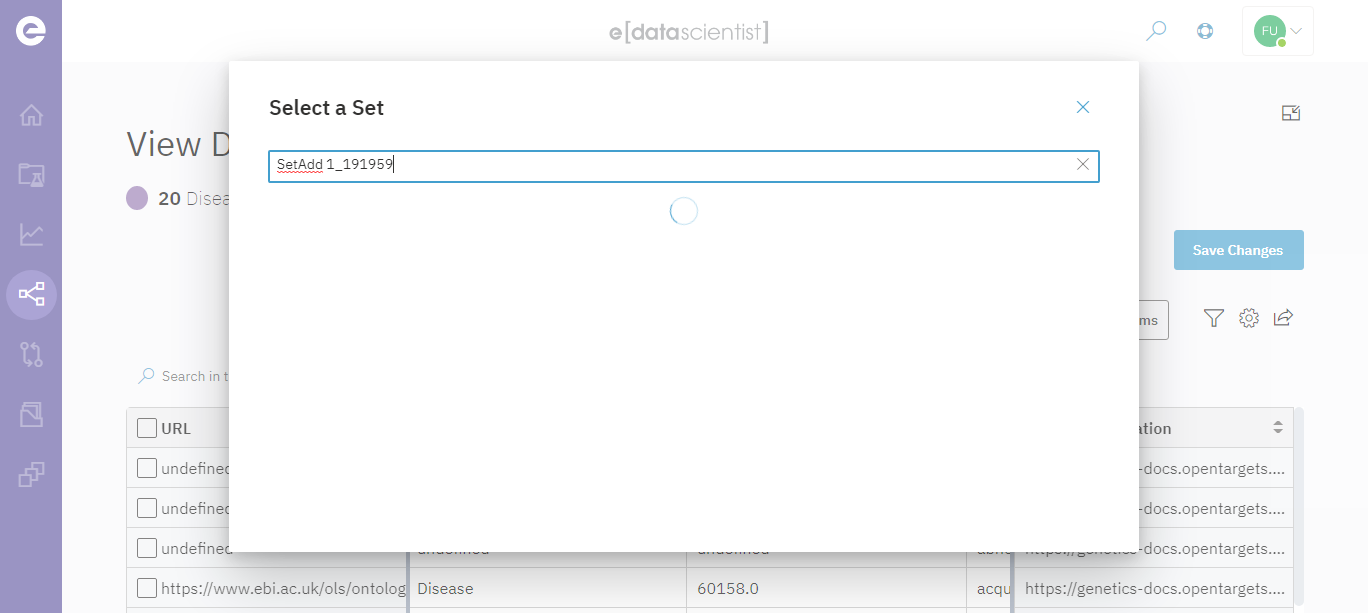 e[datascientist]
FU
Select a Set
View D
SetAdd 1_191959
20 Disea
Save Changes
ms
Search in t
URL
ation
undefined
-docs.opentargets....
undefined
-docs.opentargets....
undefined
undefined
undefined
https://genetics-docs.opentargets....
https://www.ebi.ac.uk/ols/ontolog
Disease
60158.0
acqu
https://genetics-docs.opentargets....